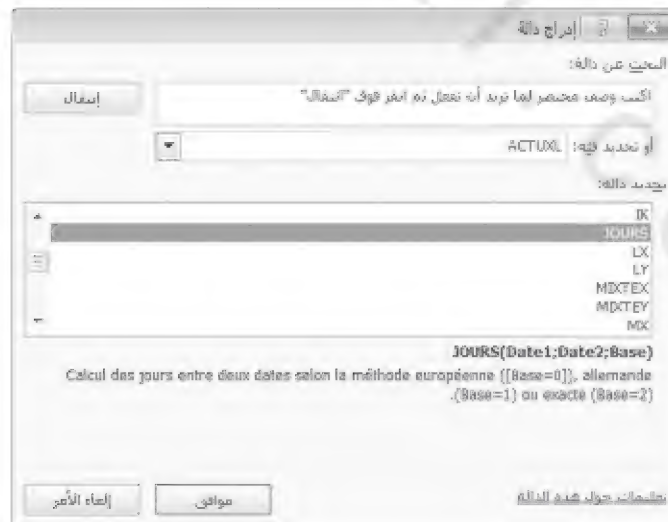 إدراج دالة
البحث عن دالة:
اكتب وصف مختصر لما تريد أن تفعل ثم انقر فوق "انتقال"
إنتقال
أو تحديد فئة: ACTUXL
تحديد دالة:
IX
JOURS
LX
LY
MIXTEX
MIXTEY
MX
JOURS(Date1;Date2;Base)
Calcul des jours entre deux dates selon la méthode européenne ([Base=0]), allemande
(Base=1) ou exacte (Base=2).
تعليمات حول هذه الدالة
موافق
إلغاء الأمر